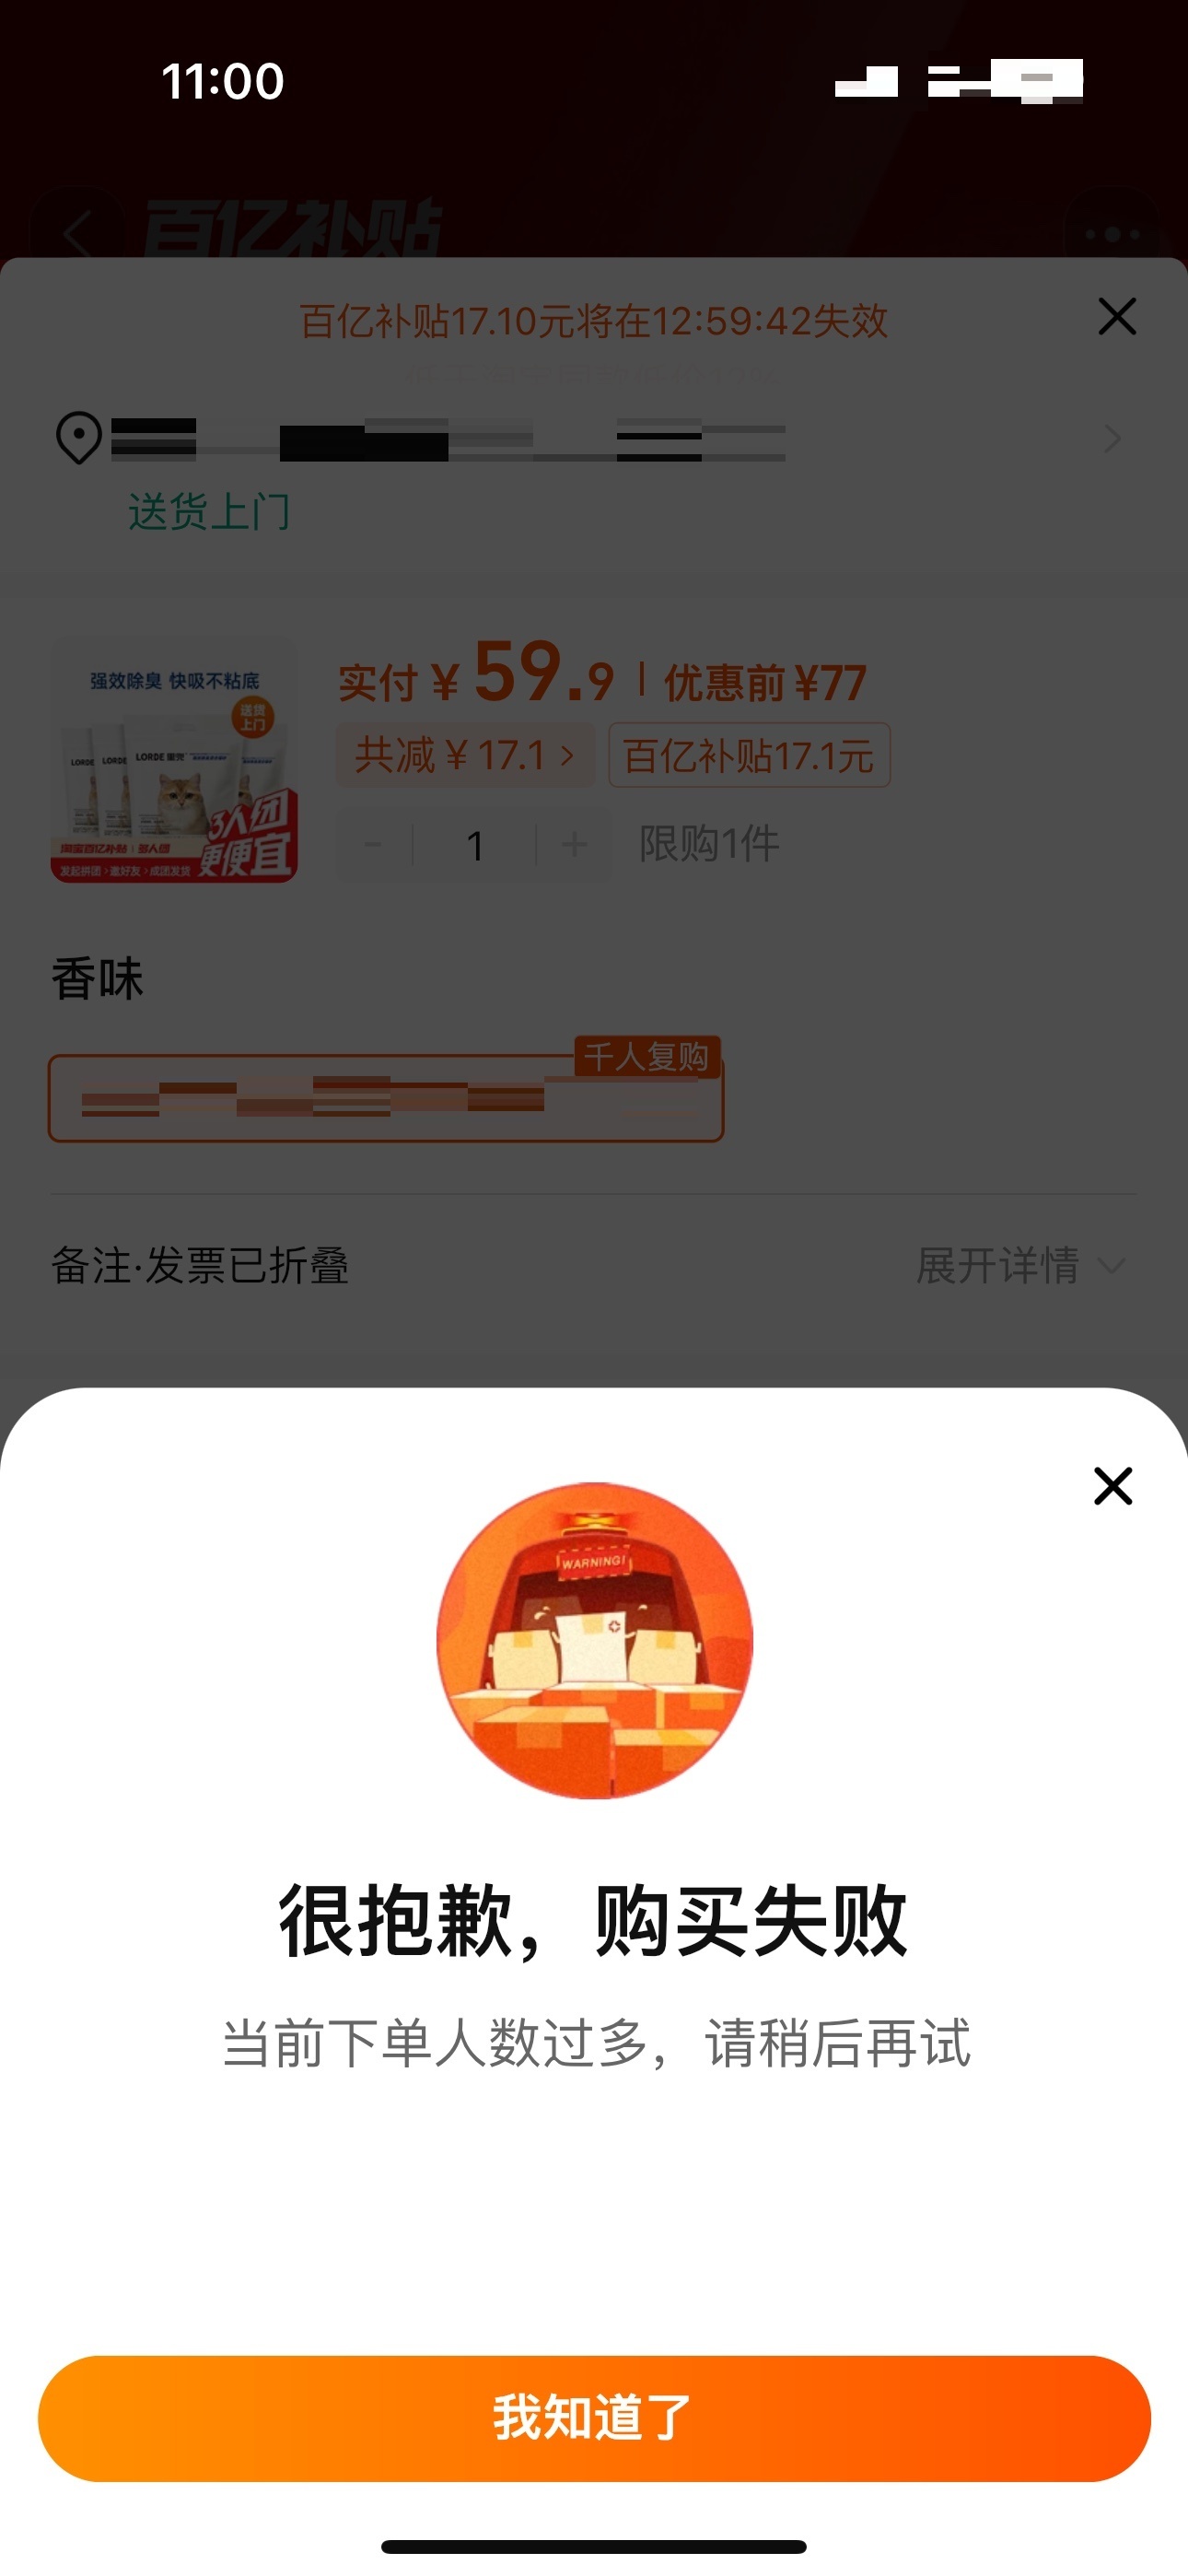 11:00
百亿补贴
百亿补贴17.10元将在12:59:42失效
送货上门
强效除臭 快吸不粘底
送货
上门
LORDE 里兜
3人团
更便宜
淘宝百亿补贴 | 多人团
发起拼团>邀好友>成团发货
实付 ¥ 59.9 | 优惠前 ¥77
共减 ¥ 17.1 >
百亿补贴17.1元
- 1 + 限购1件
香味
千人复购
备注·发票已折叠
展开详情
WARNING!
很抱歉，购买失败
当前下单人数过多，请稍后再试
我知道了